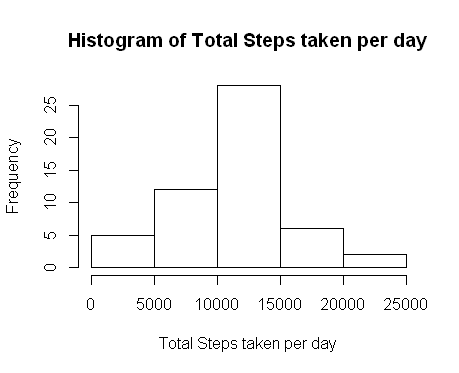 Histogram of Total Steps taken per day
Frequency
25
20
15
10
5
0
0 5000 10000 15000 20000 25000
Total Steps taken per day